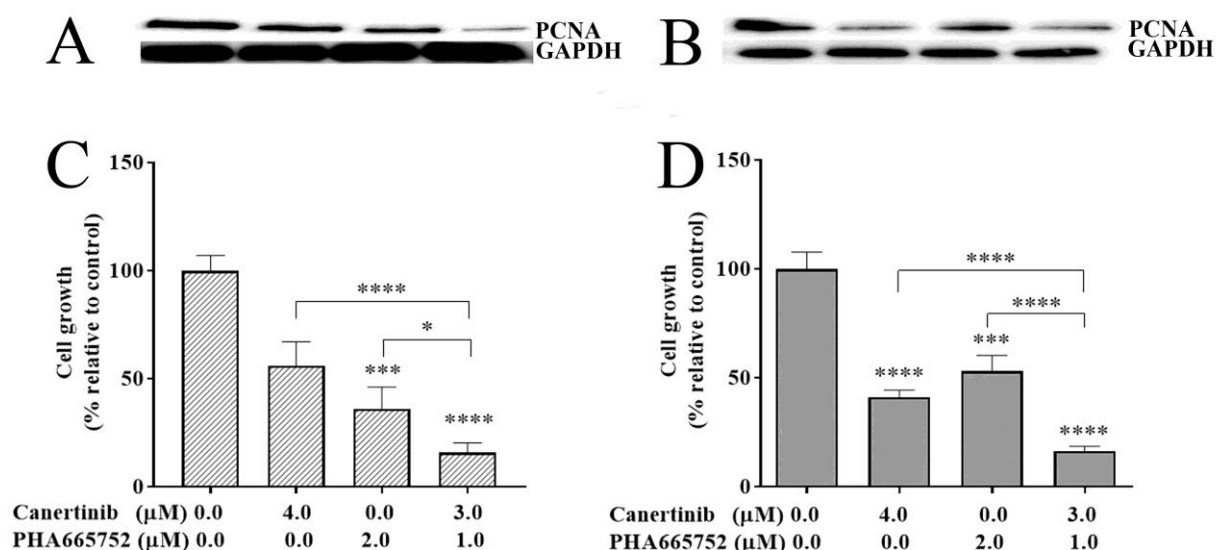 A
PCNA
GAPDH
B
PCNA
GAPDH
C
Cell growth
(% relative to control)
150
100
50
0
****
*
***
****
Canertinib (µM) 0.0 4.0 0.0 3.0
PHA665752 (µM) 0.0 0.0 2.0 1.0
D
Cell growth
(% relative to control)
150
100
50
0
****
****
***
****
****
Canertinib (µM) 0.0 4.0 0.0 3.0
PHA665752 (µM) 0.0 0.0 2.0 1.0